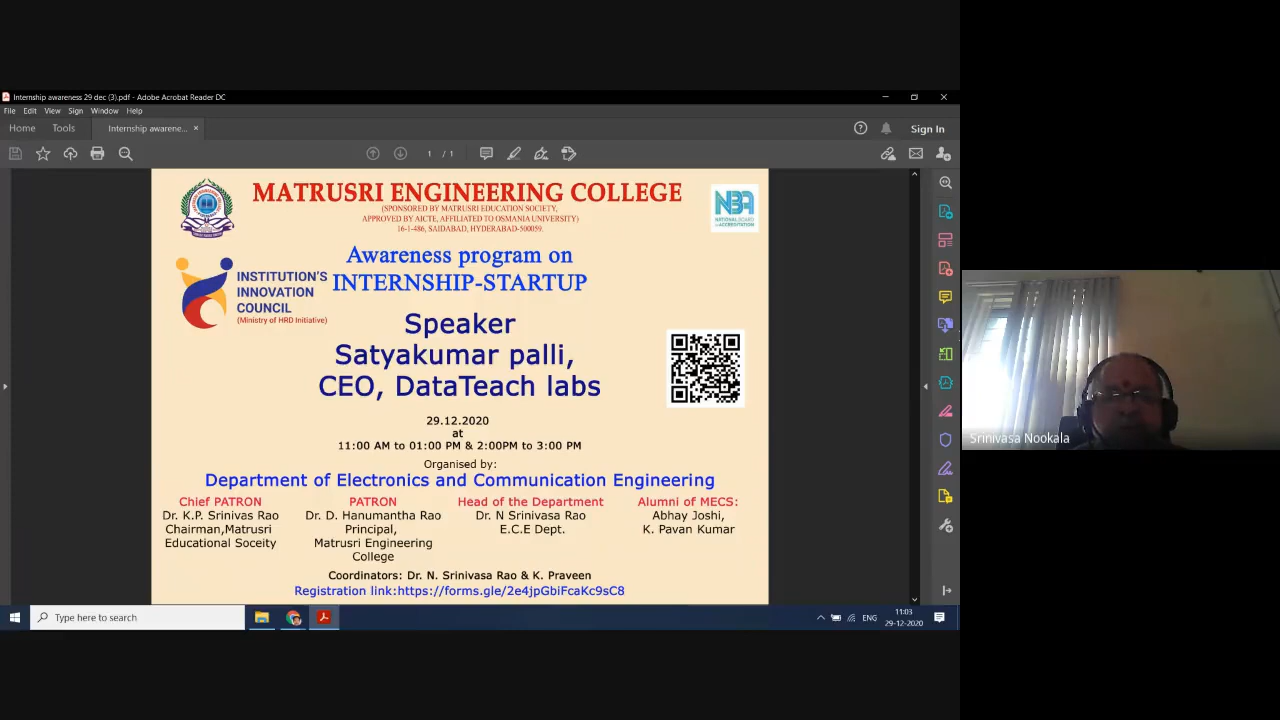 Internship awareness 29 dec (3).pdf - Adobe Acrobat Reader DC
File Edit View Sign Window Help
Home Tools Internship awarene... × Sign In
1 / 1
MATRUSRI ENGINEERING COLLEGE
(SPONSORED BY MATRUSRI EDUCATION SOCIETY,
APPROVED BY AICTE, AFFILIATED TO OSMANIA UNIVERSITY)
16-1-486, SAIDABAD, HYDERABAD-500059.
NBA
NATIONAL BOARD
of ACCREDITATION
Awareness program on
INTERNSHIP-STARTUP
INSTITUTION'S
INNOVATION
COUNCIL
(Ministry of HRD Initiative)
Speaker
Satyakumar palli,
CEO, DataTeach labs
29.12.2020
at
11:00 AM to 01:00 PM & 2:00PM to 3:00 PM
Organised by:
Department of Electronics and Communication Engineering
Chief PATRON
Dr. K.P. Srinivas Rao
Chairman,Matrusri
Educational Soceity
PATRON
Dr. D. Hanumantha Rao
Principal,
Matrusri Engineering
College
Head of the Department
Dr. N Srinivasa Rao
E.C.E Dept.
Alumni of MECS:
Abhay Joshi,
K. Pavan Kumar
Coordinators: Dr. N. Srinivasa Rao & K. Praveen
Registration link:https://forms.gle/2e4jpGbiFcaKc9sC8
Srinivasa Nookala
Type here to search
ENG
11:03
29-12-2020